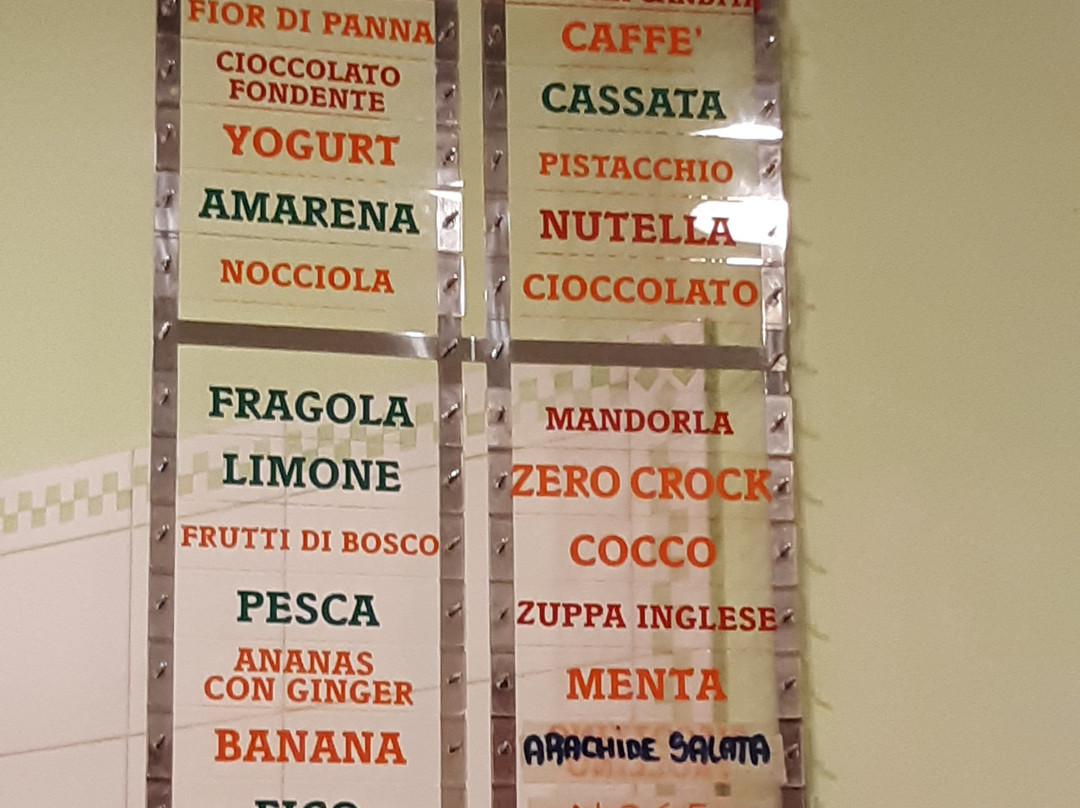 FIOR DI PANNA
CIOCCOLATO
FONDENTE
YOGURT
AMARENA
NOCCIOLA
FRAGOLA
LIMONE
FRUTTI DI BOSCO
PESCA
ANANAS
CON GINGER
BANANA
FICO
CAFFE'
CASSATA
PISTACCHIO
NUTELLA
CIOCCOLATO
MANDORLA
ZERO CROCK
COCCO
ZUPPA INGLESE
MENTA
ARACHIDE SALATA